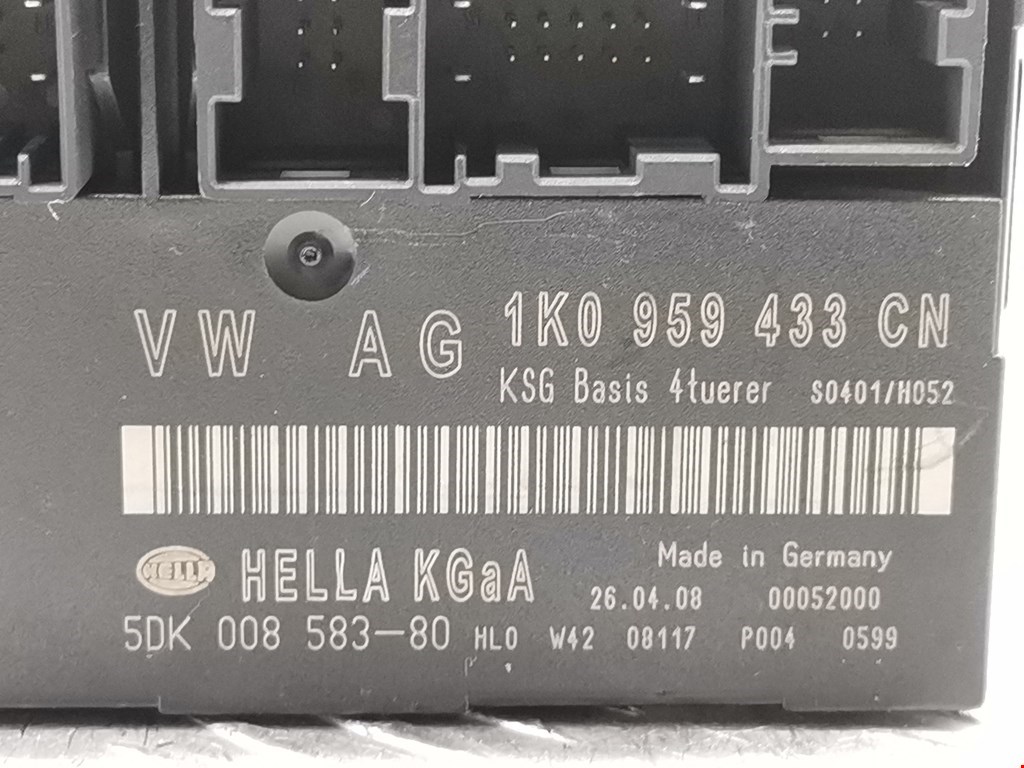 VW AG 1K0 959 433 CN
KSG Basis 4tuerer S0401/H052
HELLA HELLA KGaA Made in Germany
26.04.08 00052000
5DK 008 583-80 HL0 W42 08117 P004 0599